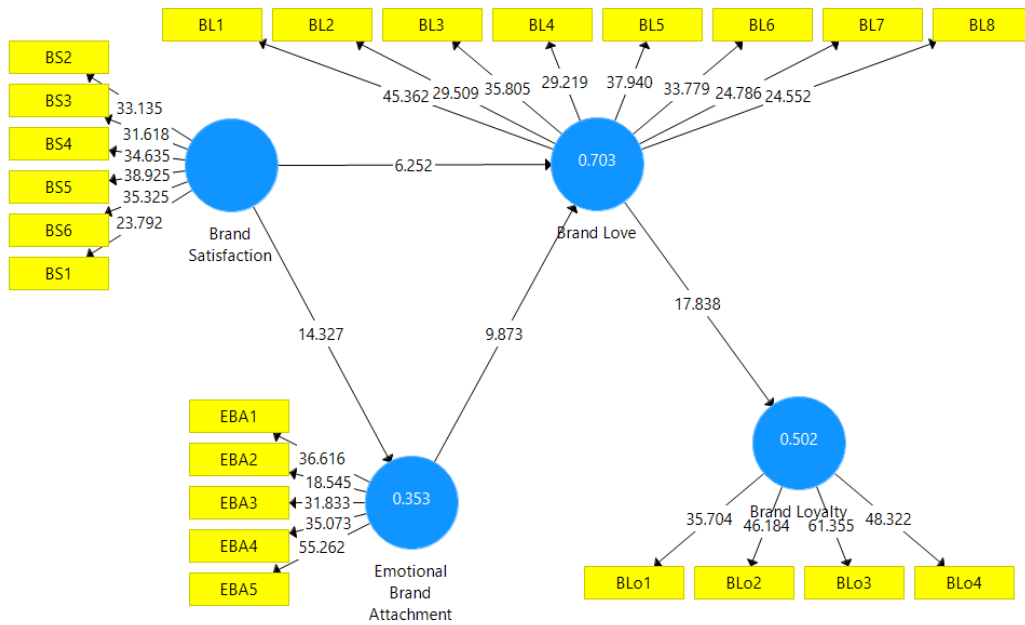 BL1 BL2 BL3 BL4 BL5 BL6 BL7 BL8
BS2
BS3
BS4
BS5
BS6
BS1
33.135
31.618
34.635
38.925
35.325
23.792
45.362 29.509 35.805 29.219 37.940 33.779 24.786 24.552
Brand
Satisfaction
6.252
0.703
Brand Love
14.327
9.873
17.838
EBA1
EBA2
EBA3
EBA4
EBA5
36.616
18.545
31.833
35.073
55.262
0.353
Emotional
Brand
Attachment
0.502
Brand Loyalty
35.704 46.184 61.355 48.322
BLo1 BLo2 BLo3 BLo4